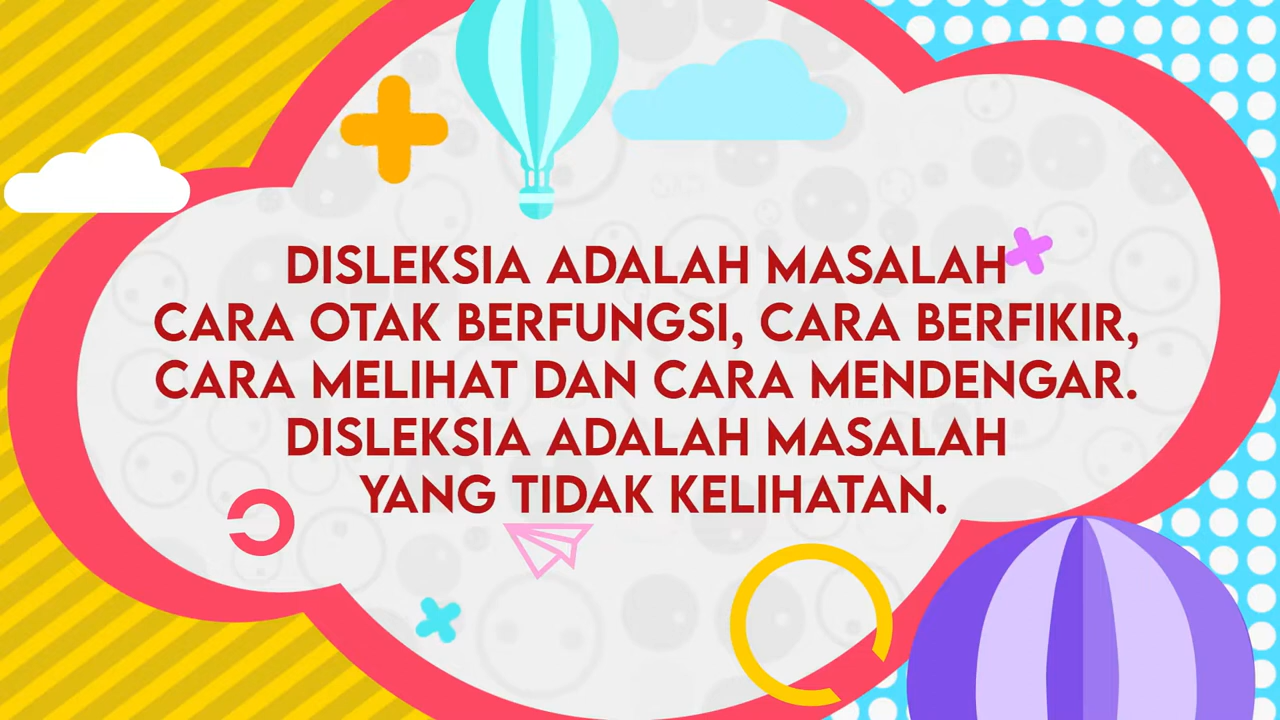 DISLEKSIA ADALAH MASALAH
CARA OTAK BERFUNGSI, CARA BERFIKIR,
CARA MELIHAT DAN CARA MENDENGAR.
DISLEKSIA ADALAH MASALAH
YANG TIDAK KELIHATAN.